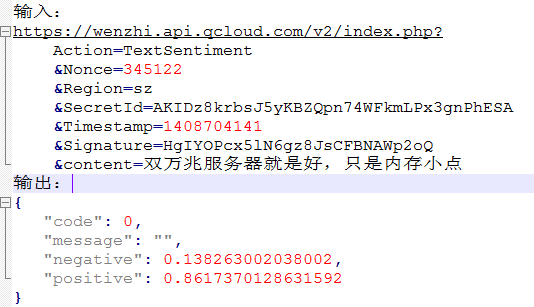 输入：
https://wenzhi.api.qcloud.com/v2/index.php?
Action=TextSentiment
&Nonce=345122
&Region=sz
&SecretId=AKIDz8krbsJ5yKBZQpn74WFkmLPx3gnPhESA
&Timestamp=1408704141
&Signature=HgIYOPcx5lN6gz8JsCFBNAWp2oQ
&content=双万兆服务器就是好，只是内存小点
输出：
{
"code": 0,
"message": "",
"negative": 0.138263002038002,
"positive": 0.8617370128631592
}